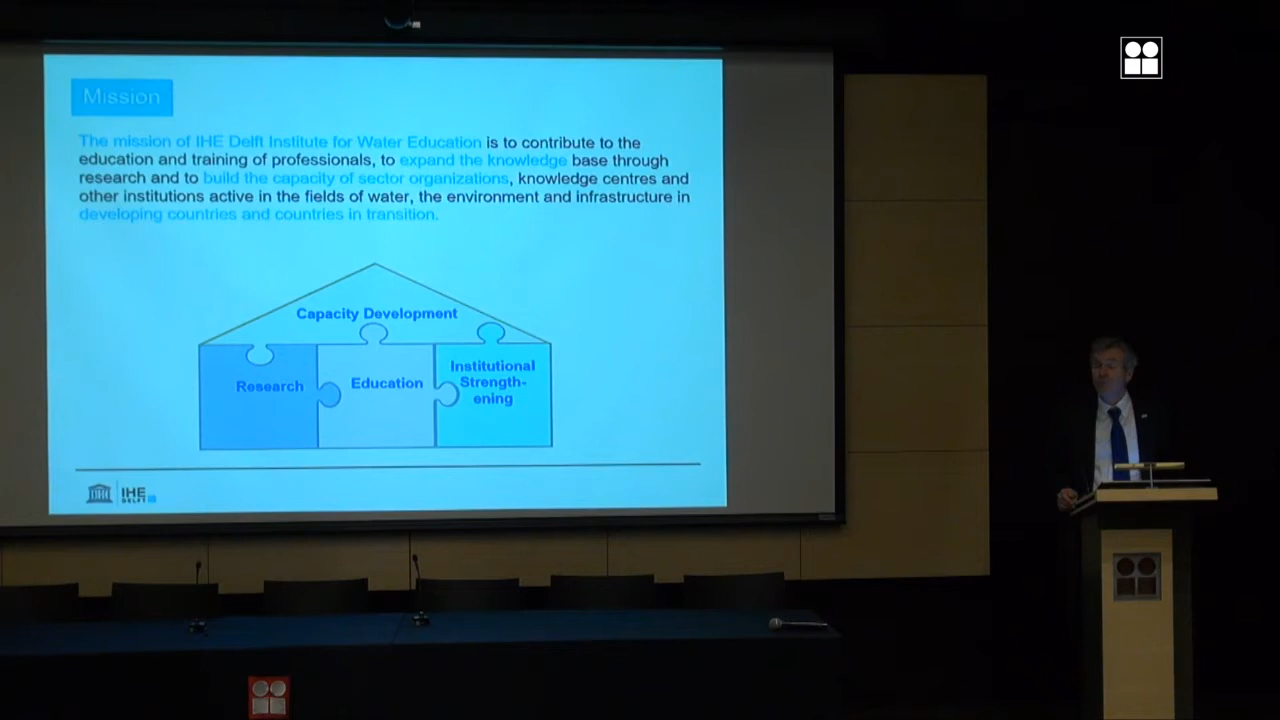 Mission
The mission of IHE Delft Institute for Water Education is to contribute to the
education and training of professionals, to expand the knowledge base through
research and to build the capacity of sector organizations, knowledge centres and
other institutions active in the fields of water, the environment and infrastructure in
developing countries and countries in transition.
Capacity Development
Research
Education
Institutional
Strength-
ening
IHE
DELFT